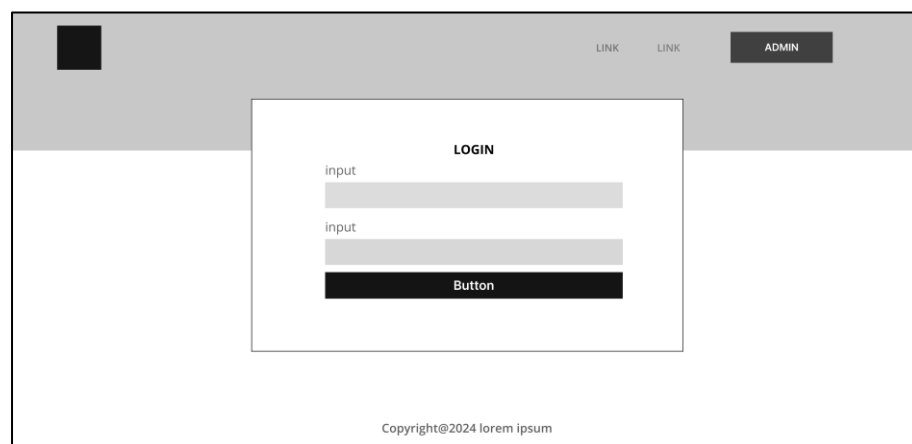 LINK LINK ADMIN
LOGIN
input
input
Button
Copyright@2024 lorem ipsum